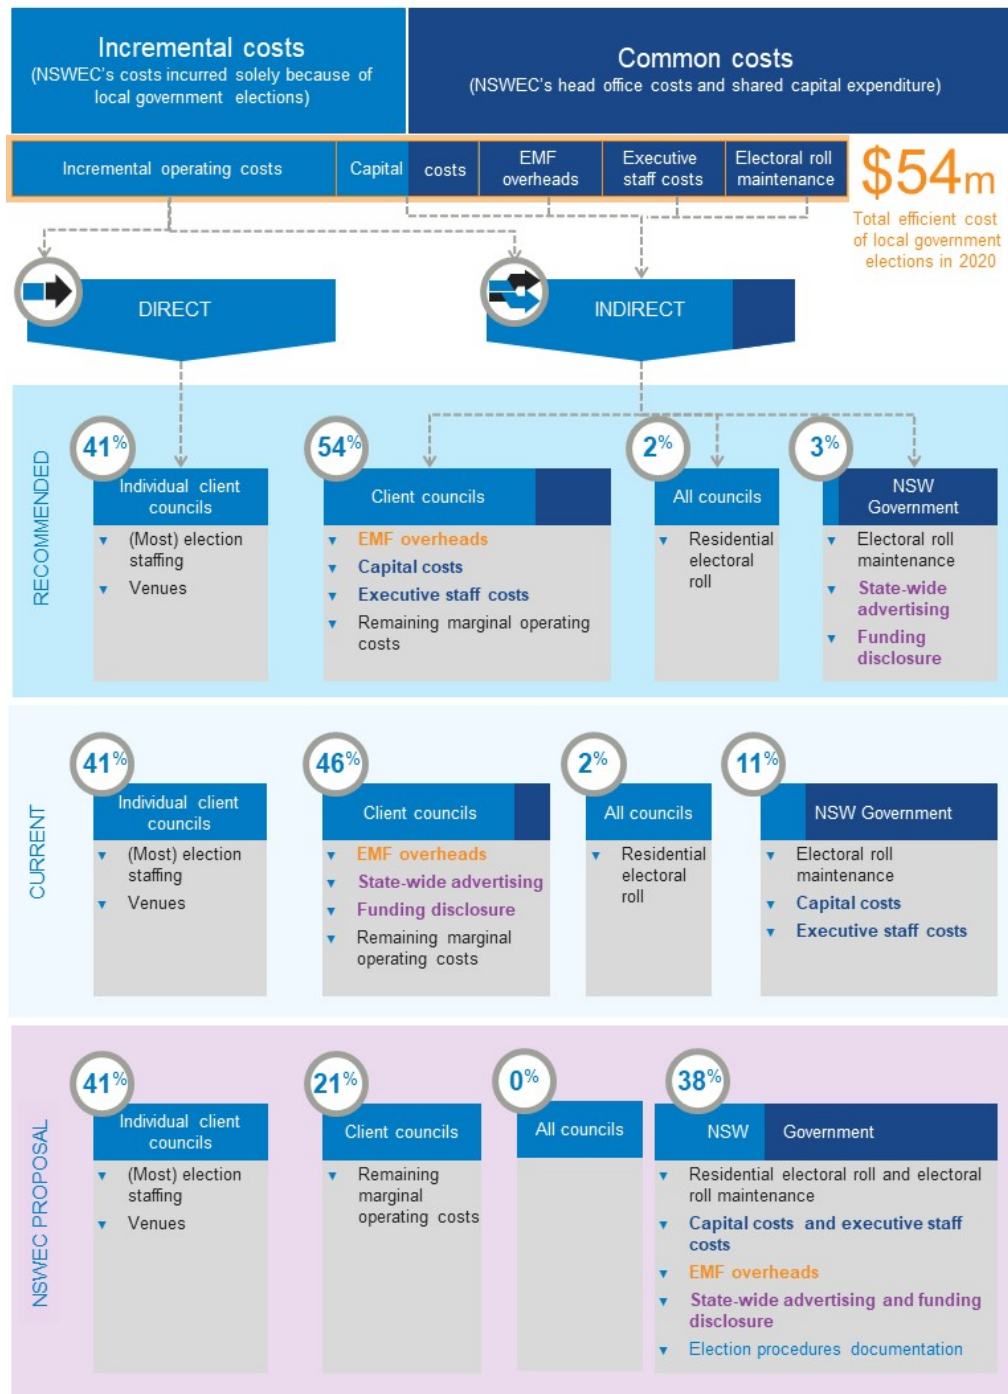 Incremental costs
(NSWEC's costs incurred solely because of
local government elections)
Common costs
(NSWEC's head office costs and shared capital expenditure)
Incremental operating costs
Capital costs
EMF
overheads
Executive
staff costs
Electoral roll
maintenance
$54m
Total efficient cost
of local government
elections in 2020
DIRECT
INDIRECT
RECOMMENDED
41%
Individual client
councils
▼ (Most) election
staffing
▼ Venues
54%
Client councils
▼ EMF overheads
▼ Capital costs
▼ Executive staff costs
▼ Remaining marginal operating
costs
2%
All councils
▼ Residential
electoral
roll
3%
NSW
Government
▼ Electoral roll
maintenance
▼ State-wide
advertising
▼ Funding
disclosure
CURRENT
41%
Individual client
councils
▼ (Most) election
staffing
▼ Venues
46%
Client councils
▼ EMF overheads
▼ State-wide advertising
▼ Funding disclosure
▼ Remaining marginal
operating costs
2%
All councils
▼ Residential
electoral
roll
11%
NSW Government
▼ Electoral roll
maintenance
▼ Capital costs
▼ Executive staff costs
NSWEC PROPOSAL
41%
Individual client
councils
▼ (Most) election
staffing
▼ Venues
21%
Client councils
▼ Remaining
marginal
operating costs
0%
All councils
38%
NSW Government
▼ Residential electoral roll and electoral
roll maintenance
▼ Capital costs and executive staff
costs
▼ EMF overheads
▼ State-wide advertising and funding
disclosure
▼ Election procedures documentation